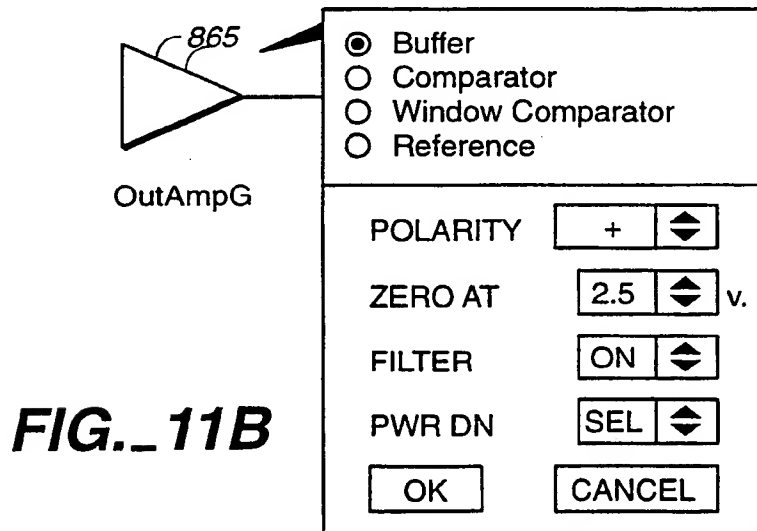 865
OutAmpG
Buffer
Comparator
Window Comparator
Reference
POLARITY +
ZERO AT 2.5 v.
FILTER ON
PWR DN SEL
OK CANCEL
FIG._11B